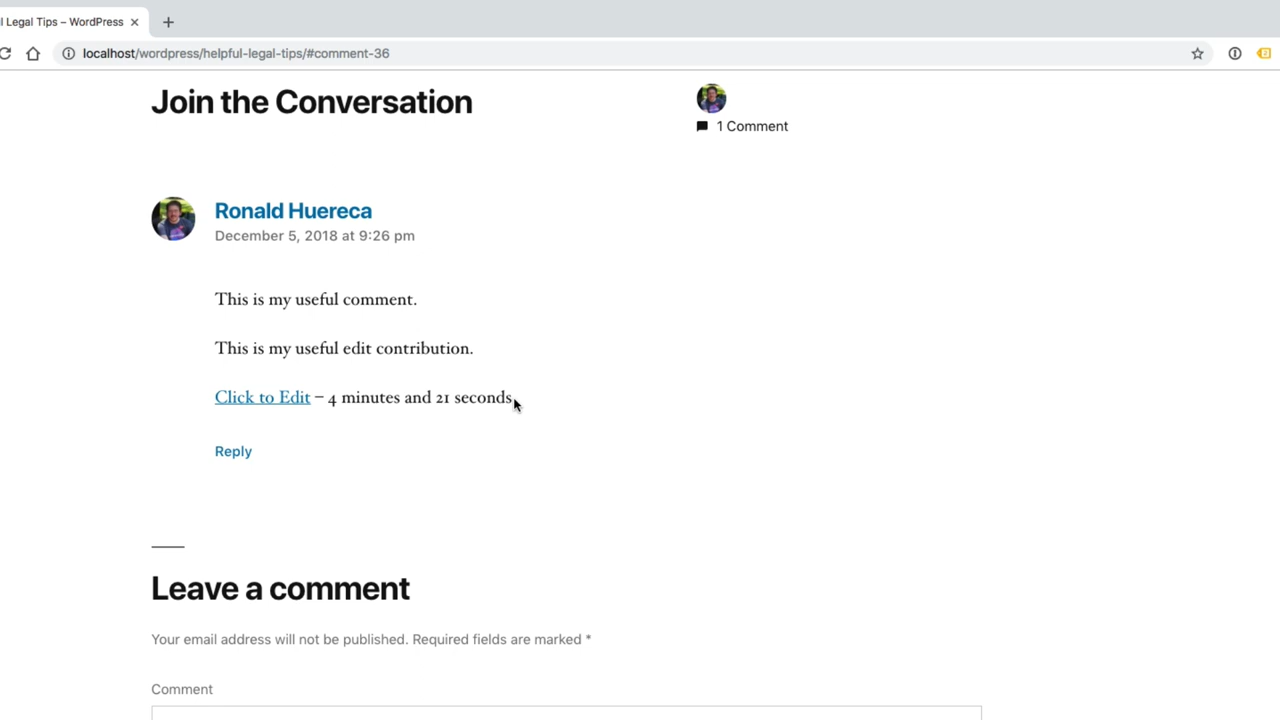 l Legal Tips – WordPress
localhost/wordpress/helpful-legal-tips/#comment-36
Join the Conversation
1 Comment
Ronald Huereca
December 5, 2018 at 9:26 pm
This is my useful comment.
This is my useful edit contribution.
Click to Edit – 4 minutes and 21 seconds
Reply
Leave a comment
Your email address will not be published. Required fields are marked *
Comment